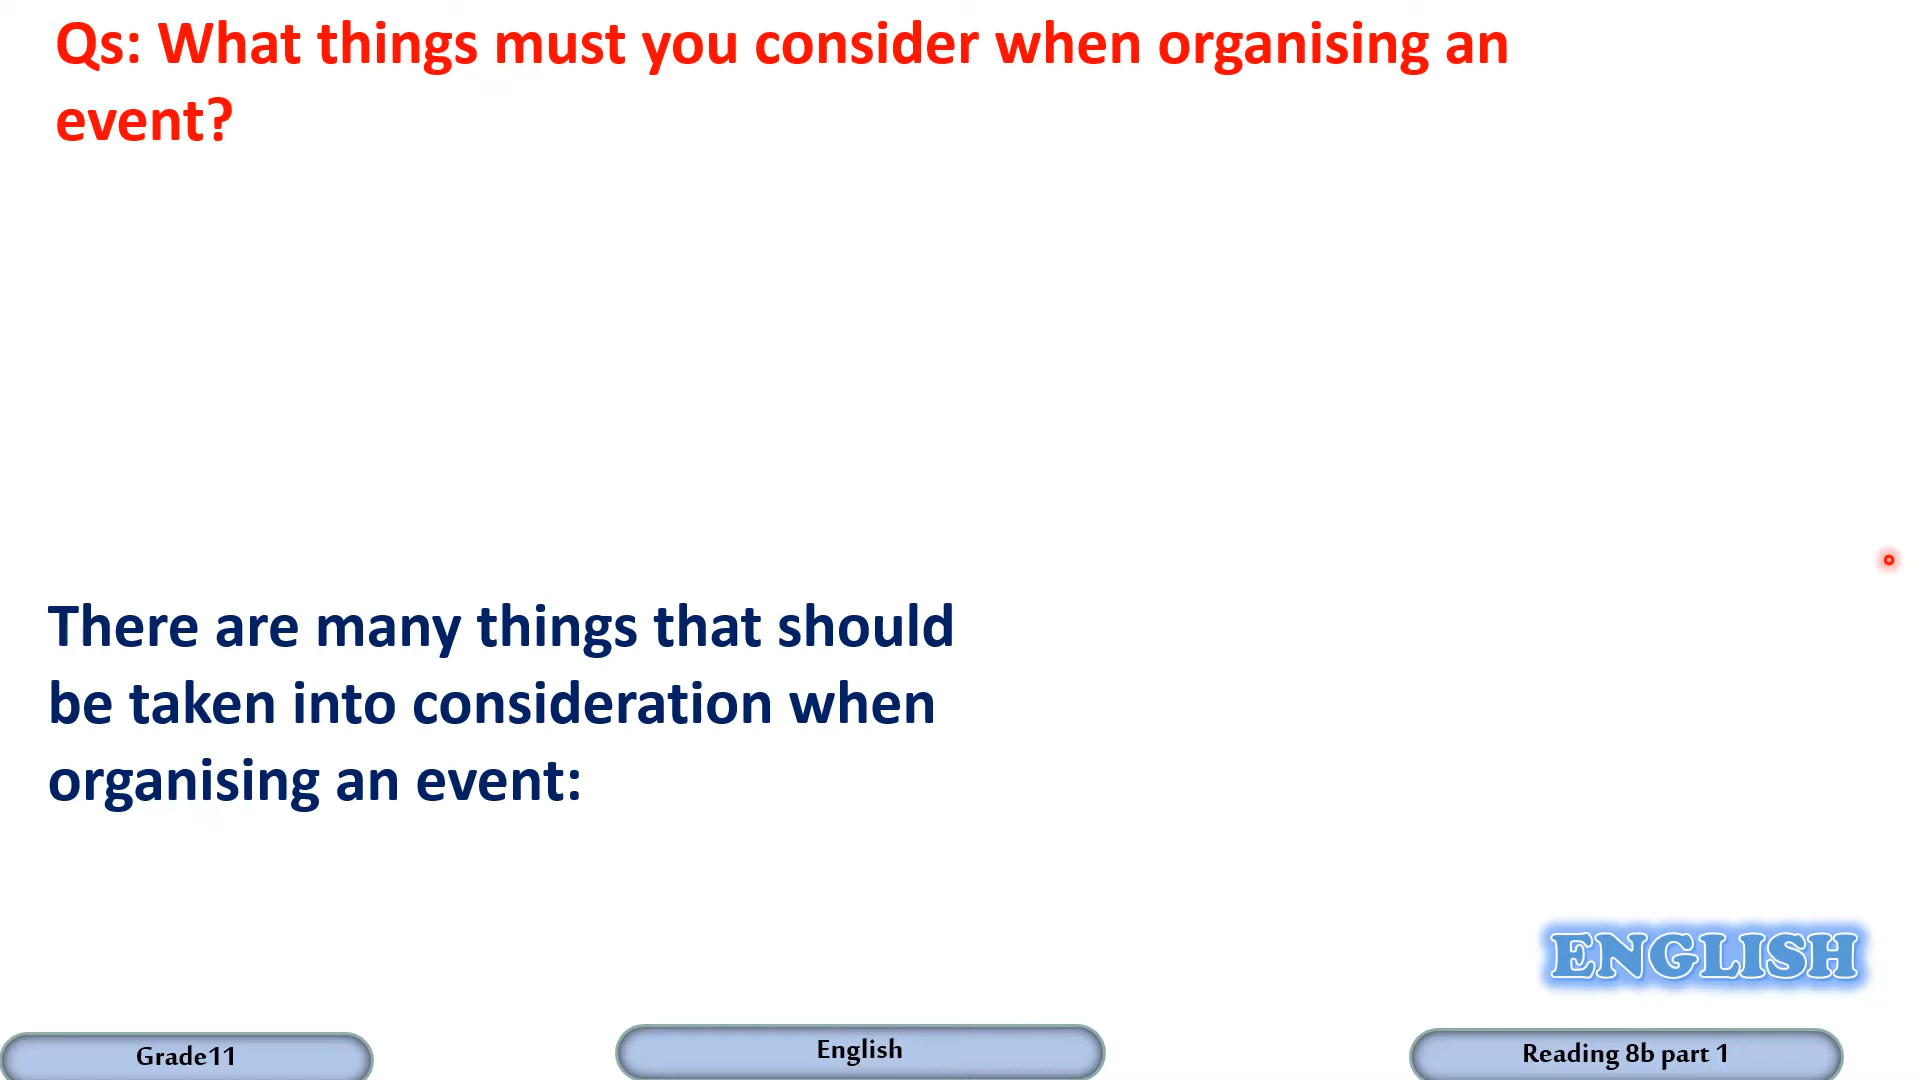 Qs: What things must you consider when organising an
event?
There are many things that should
be taken into consideration when
organising an event:
ENGLISH
Grade11
English
Reading 8b part 1